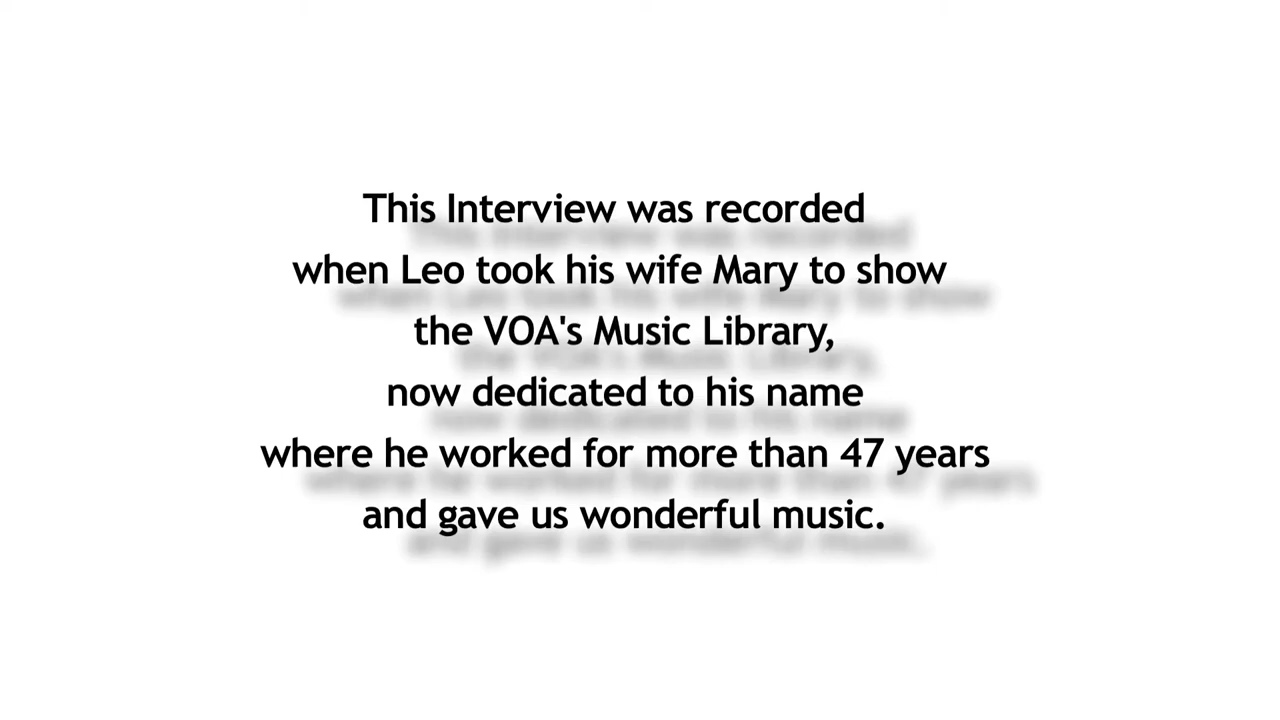 This Interview was recorded
when Leo took his wife Mary to show
the VOA's Music Library,
now dedicated to his name
where he worked for more than 47 years
and gave us wonderful music.